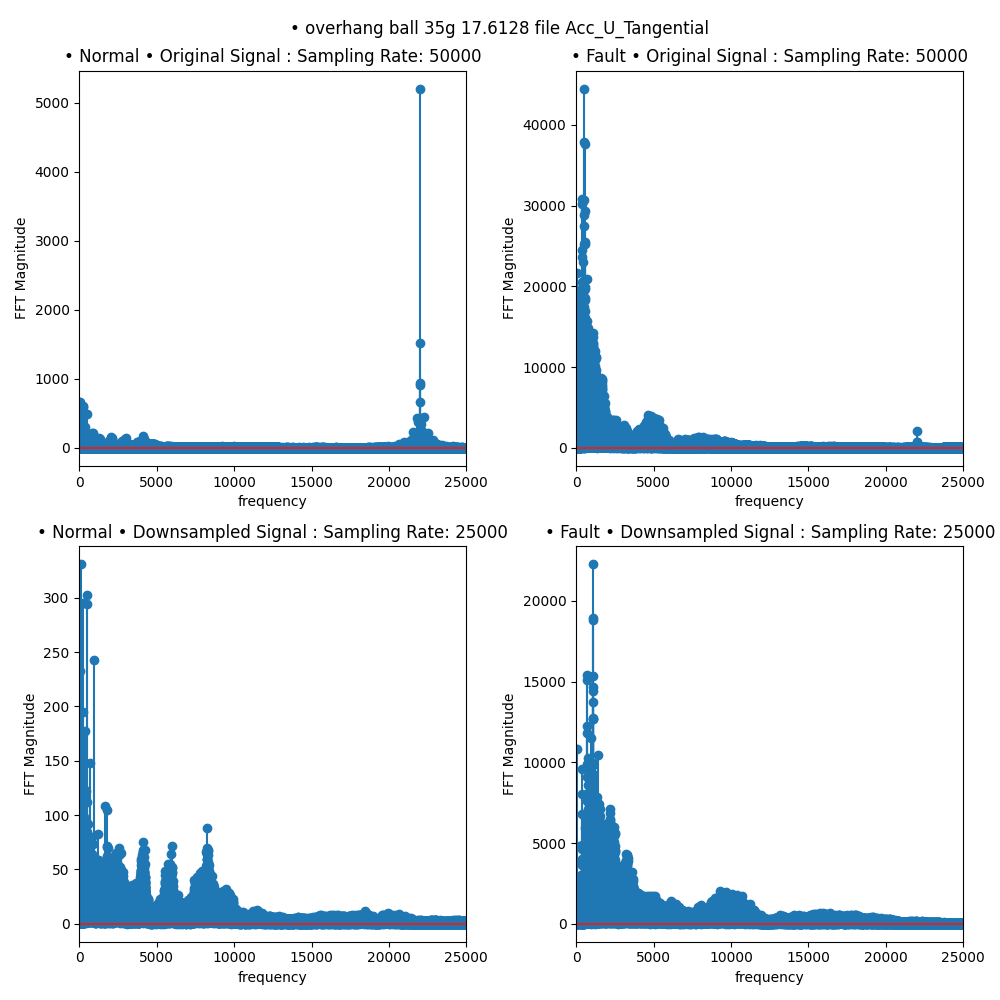 • overhang ball 35g 17.6128 file Acc_U_Tangential
• Normal • Original Signal : Sampling Rate: 50000
5000
4000
3000
2000
1000
0
FFT Magnitude
0 5000 10000 15000 20000 25000
frequency
• Fault • Original Signal : Sampling Rate: 50000
40000
30000
20000
10000
0
FFT Magnitude
0 5000 10000 15000 20000 25000
frequency
• Normal • Downsampled Signal : Sampling Rate: 25000
300
250
200
150
100
50
0
FFT Magnitude
0 5000 10000 15000 20000 25000
frequency
• Fault • Downsampled Signal : Sampling Rate: 25000
20000
15000
10000
5000
0
FFT Magnitude
0 5000 10000 15000 20000 25000
frequency